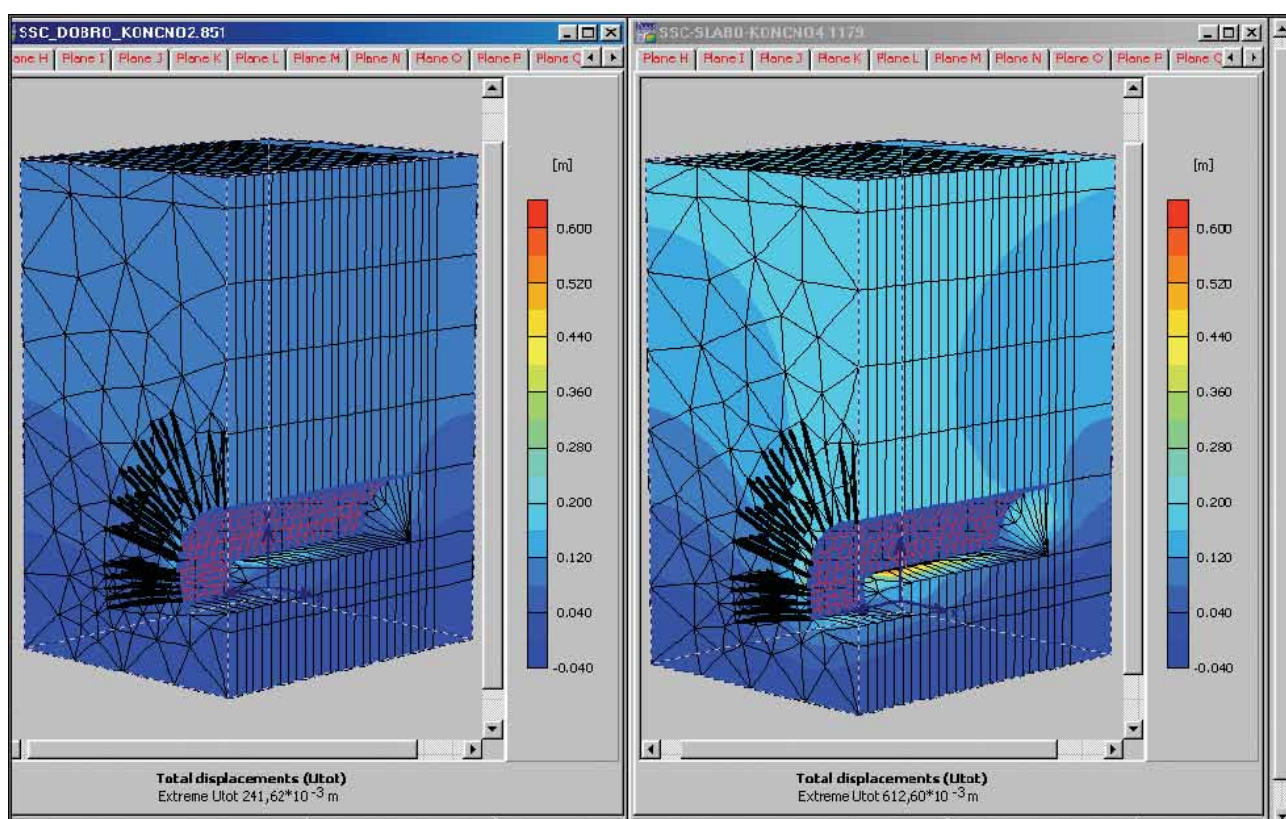 SSC_DOBRO_KONCNO2.851
ane H Plane I Plane J Plane K Plane L Plane M Plane N Plane O Plane P Plane Q
[m]
0.600
0.520
0.440
0.360
0.280
0.200
0.120
0.040
-0.040
Total displacements (Utot)
Extreme Utot 241,62*10 -3 m
SSC-SLABO-KONCNO4.1179
Plane H Plane I Plane J Plane K Plane L Plane M Plane N Plane O Plane P Plane Q
[m]
0.600
0.520
0.440
0.360
0.280
0.200
0.120
0.040
-0.040
Total displacements (Utot)
Extreme Utot 612,60*10 -3 m